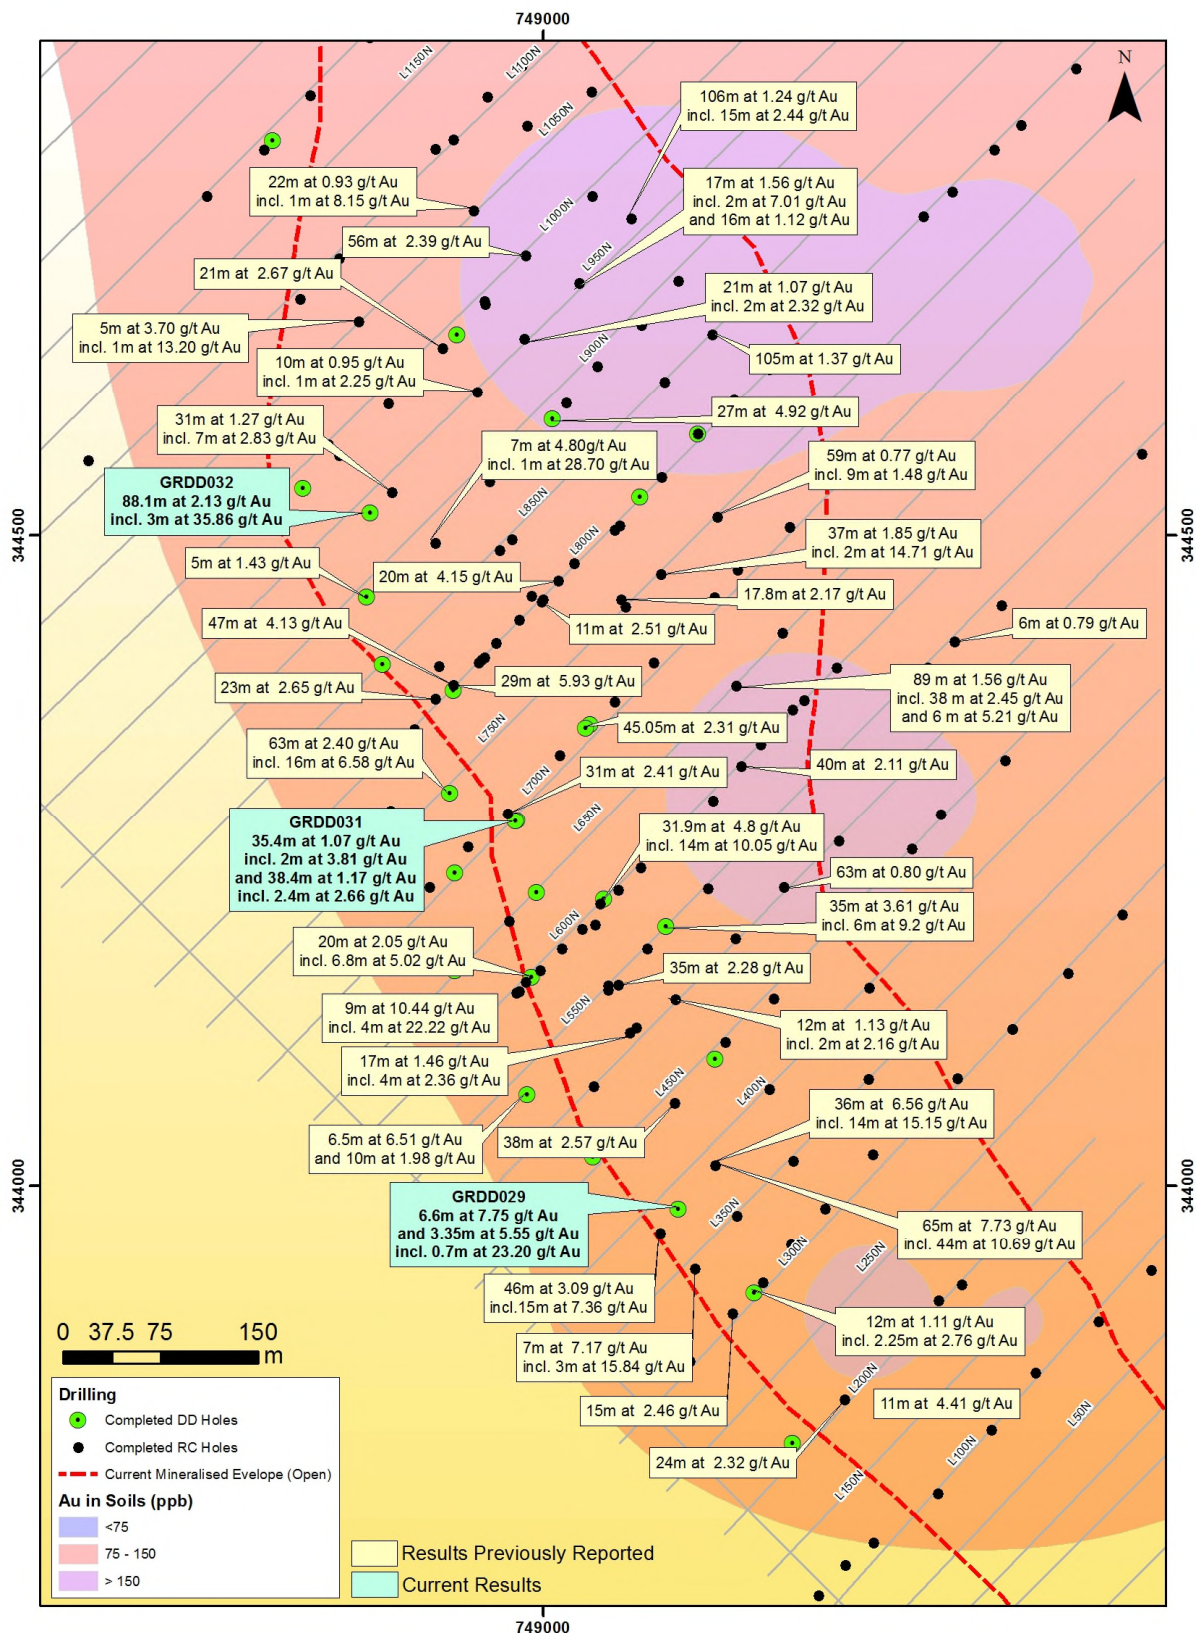 749000
N
L1150N
L1100N
L1050N
106m at 1.24 g/t Au
incl. 15m at 2.44 g/t Au
22m at 0.93 g/t Au
incl. 1m at 8.15 g/t Au
17m at 1.56 g/t Au
incl. 2m at 7.01 g/t Au
and 16m at 1.12 g/t Au
L1000N
56m at 2.39 g/t Au
L950N
21m at 2.67 g/t Au
21m at 1.07 g/t Au
incl. 2m at 2.32 g/t Au
5m at 3.70 g/t Au
incl. 1m at 13.20 g/t Au
L900N
105m at 1.37 g/t Au
10m at 0.95 g/t Au
incl. 1m at 2.25 g/t Au
27m at 4.92 g/t Au
31m at 1.27 g/t Au
incl. 7m at 2.83 g/t Au
7m at 4.80g/t Au
incl. 1m at 28.70 g/t Au
59m at 0.77 g/t Au
incl. 9m at 1.48 g/t Au
GRDD032
88.1m at 2.13 g/t Au
incl. 3m at 35.86 g/t Au
L850N
L800N
344500
344500
37m at 1.85 g/t Au
incl. 2m at 14.71 g/t Au
5m at 1.43 g/t Au
20m at 4.15 g/t Au
17.8m at 2.17 g/t Au
47m at 4.13 g/t Au
11m at 2.51 g/t Au
6m at 0.79 g/t Au
23m at 2.65 g/t Au
29m at 5.93 g/t Au
89 m at 1.56 g/t Au
incl. 38 m at 2.45 g/t Au
and 6 m at 5.21 g/t Au
L750N
45.05m at 2.31 g/t Au
63m at 2.40 g/t Au
incl. 16m at 6.58 g/t Au
L700N
31m at 2.41 g/t Au
40m at 2.11 g/t Au
L650N
GRDD031
35.4m at 1.07 g/t Au
incl. 2m at 3.81 g/t Au
and 38.4m at 1.17 g/t Au
incl. 2.4m at 2.66 g/t Au
31.9m at 4.8 g/t Au
incl. 14m at 10.05 g/t Au
63m at 0.80 g/t Au
35m at 3.61 g/t Au
incl. 6m at 9.2 g/t Au
L600N
20m at 2.05 g/t Au
incl. 6.8m at 5.02 g/t Au
35m at 2.28 g/t Au
9m at 10.44 g/t Au
incl. 4m at 22.22 g/t Au
L550N
12m at 1.13 g/t Au
incl. 2m at 2.16 g/t Au
17m at 1.46 g/t Au
incl. 4m at 2.36 g/t Au
L450N
L400N
36m at 6.56 g/t Au
incl. 14m at 15.15 g/t Au
6.5m at 6.51 g/t Au
and 10m at 1.98 g/t Au
38m at 2.57 g/t Au
344000
344000
GRDD029
6.6m at 7.75 g/t Au
and 3.35m at 5.55 g/t Au
incl. 0.7m at 23.20 g/t Au
L350N
65m at 7.73 g/t Au
incl. 44m at 10.69 g/t Au
L300N
L250N
46m at 3.09 g/t Au
incl.15m at 7.36 g/t Au
12m at 1.11 g/t Au
incl. 2.25m at 2.76 g/t Au
7m at 7.17 g/t Au
incl. 3m at 15.84 g/t Au
L200N
15m at 2.46 g/t Au
11m at 4.41 g/t Au
L50N
24m at 2.32 g/t Au
L100N
L150N
0 37.5 75 150
m
Drilling
Completed DD Holes
Completed RC Holes
Current Mineralised Evelope (Open)
Au in Soils (ppb)
<75
75 - 150
> 150
Results Previously Reported
Current Results
749000